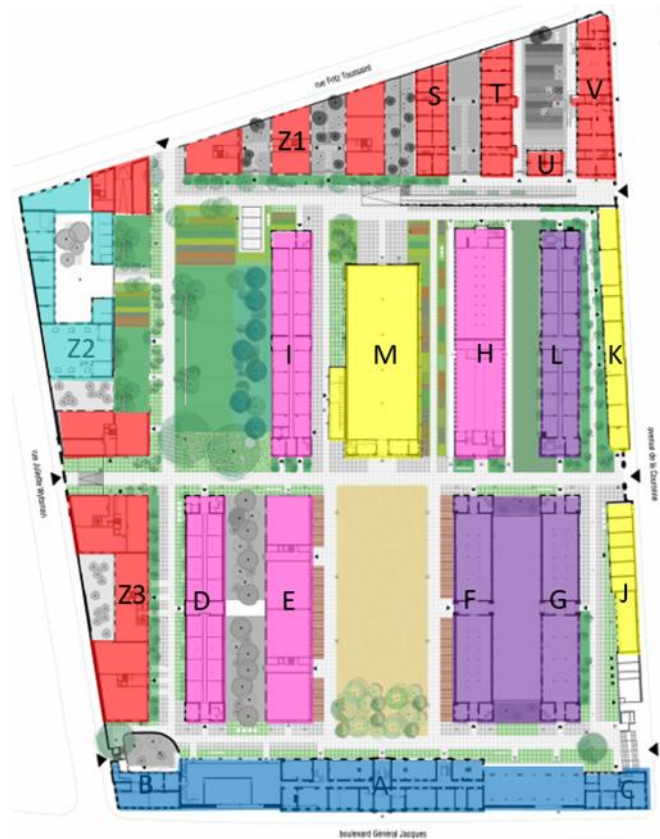 rue Fritz Toussaint
S
T
V
Z1
U
Z2
I
M
H
L
K
rue Juliette Wytsman
avenue de la Couronne
Z3
D
E
F
G
J
B
A
C
boulevard Général Jacques